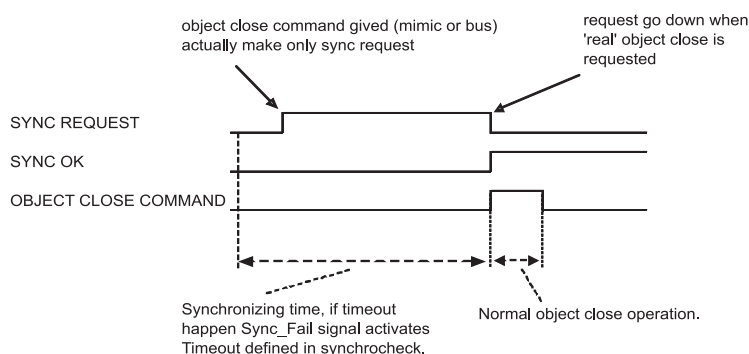 object close command gived (mimic or bus)
actually make only sync request
request go down when
'real' object close is
requested
SYNC REQUEST
SYNC OK
OBJECT CLOSE COMMAND
Synchronizing time, if timeout
happen Sync_Fail signal activates
Timeout defined in synchrocheck.
Normal object close operation.